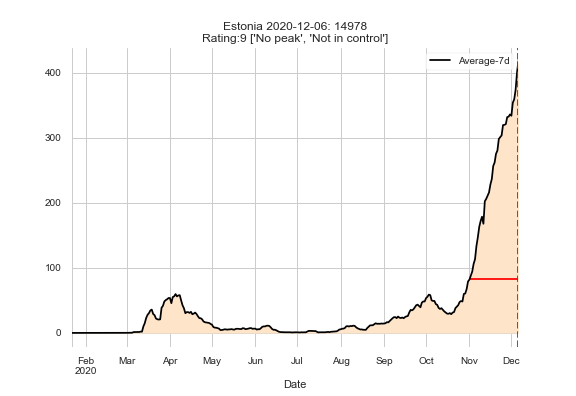 Estonia 2020-12-06: 14978
Rating:9 ['No peak', 'Not in control']
Average-7d
400
300
200
100
0
Feb Mar Apr May Jun Jul Aug Sep Oct Nov Dec
2020
Date